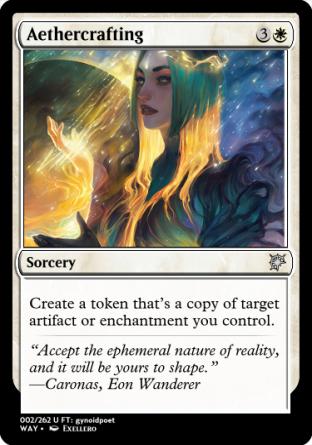 Aethercrafting 3
Sorcery
Create a token that's a copy of target
artifact or enchantment you control.
“Accept the ephemeral nature of reality,
and it will be yours to shape.”
—Caronas, Eon Wanderer
002/262 U FT: gynoidpoet
WAY • Exellero